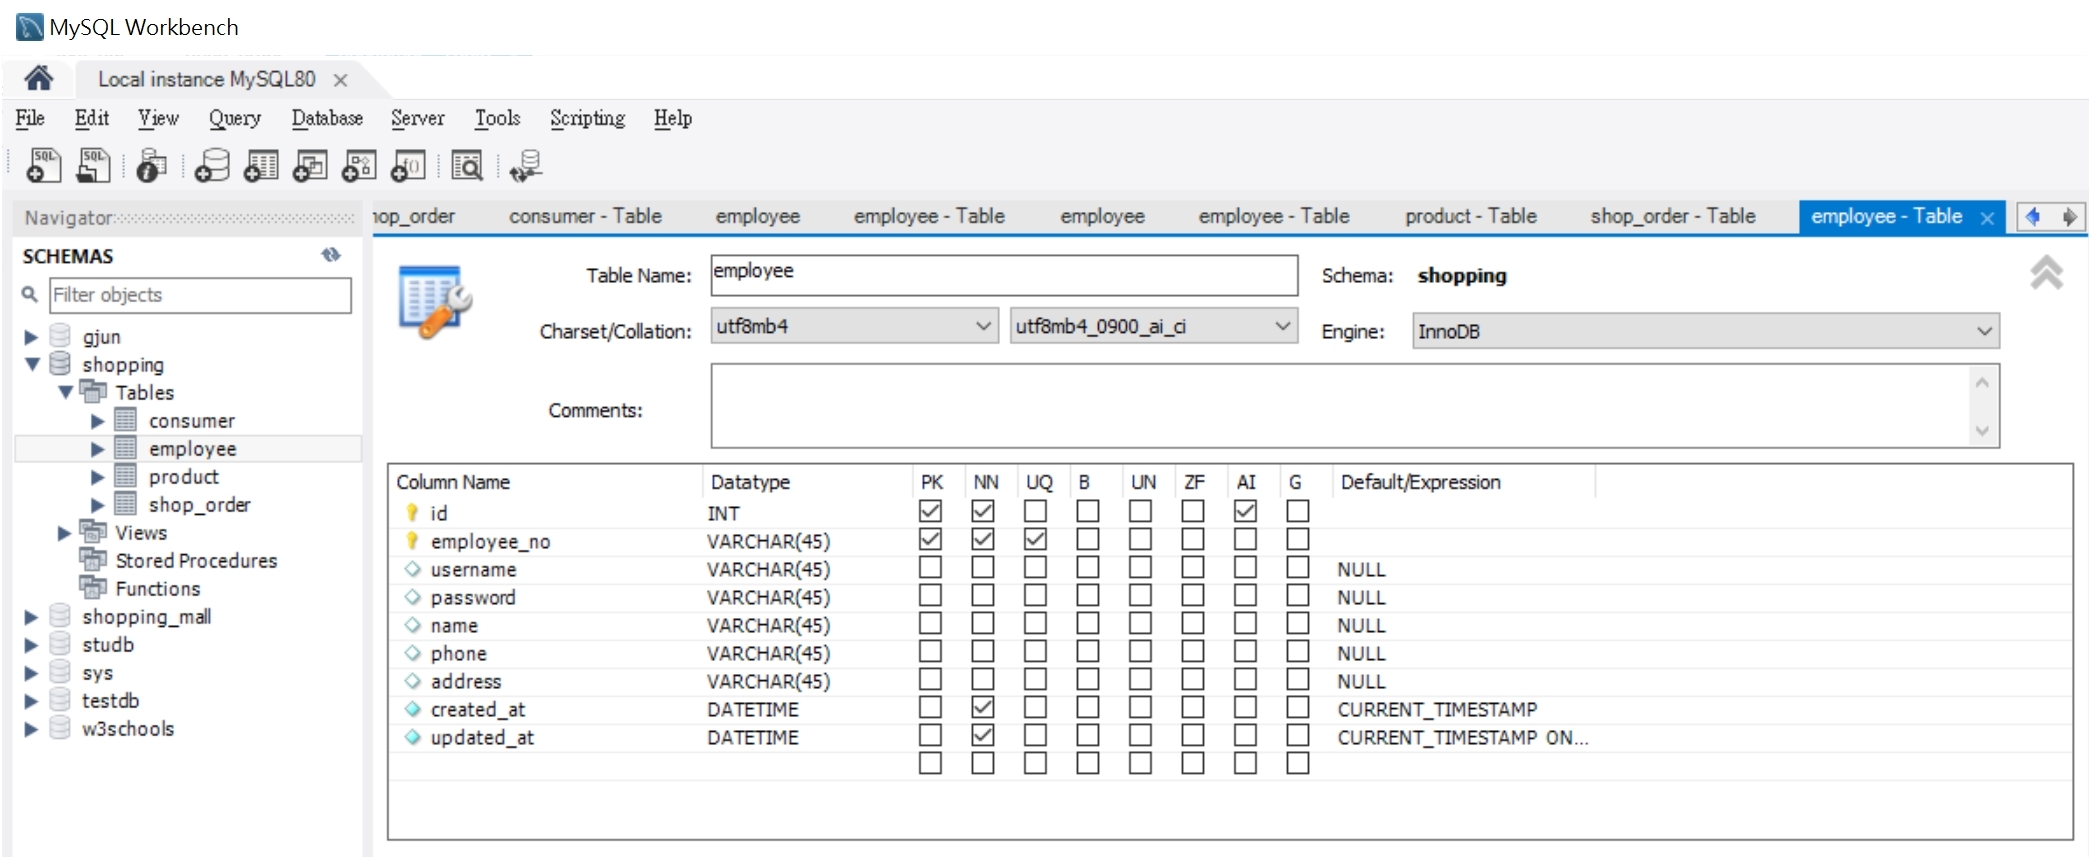 MySQL Workbench
Local instance MySQL80
File Edit View Query Database Server Tools Scripting Help
Navigator
hop_order consumer - Table employee employee - Table employee employee - Table product - Table shop_order - Table employee - Table
SCHEMAS
Filter objects
gjun
shopping
Tables
consumer
employee
product
shop_order
Views
Stored Procedures
Functions
shopping_mall
studb
sys
testdb
w3schools
Table Name: employee Schema: shopping
Charset/Collation: utf8mb4 utf8mb4_0900_ai_ci Engine: InnoDB
Comments:
Column Name Datatype PK NN UQ B UN ZF AI G Default/Expression
id INT
employee_no VARCHAR(45)
username VARCHAR(45) NULL
password VARCHAR(45) NULL
name VARCHAR(45) NULL
phone VARCHAR(45) NULL
address VARCHAR(45) NULL
created_at DATETIME CURRENT_TIMESTAMP
updated_at DATETIME CURRENT_TIMESTAMP ON...